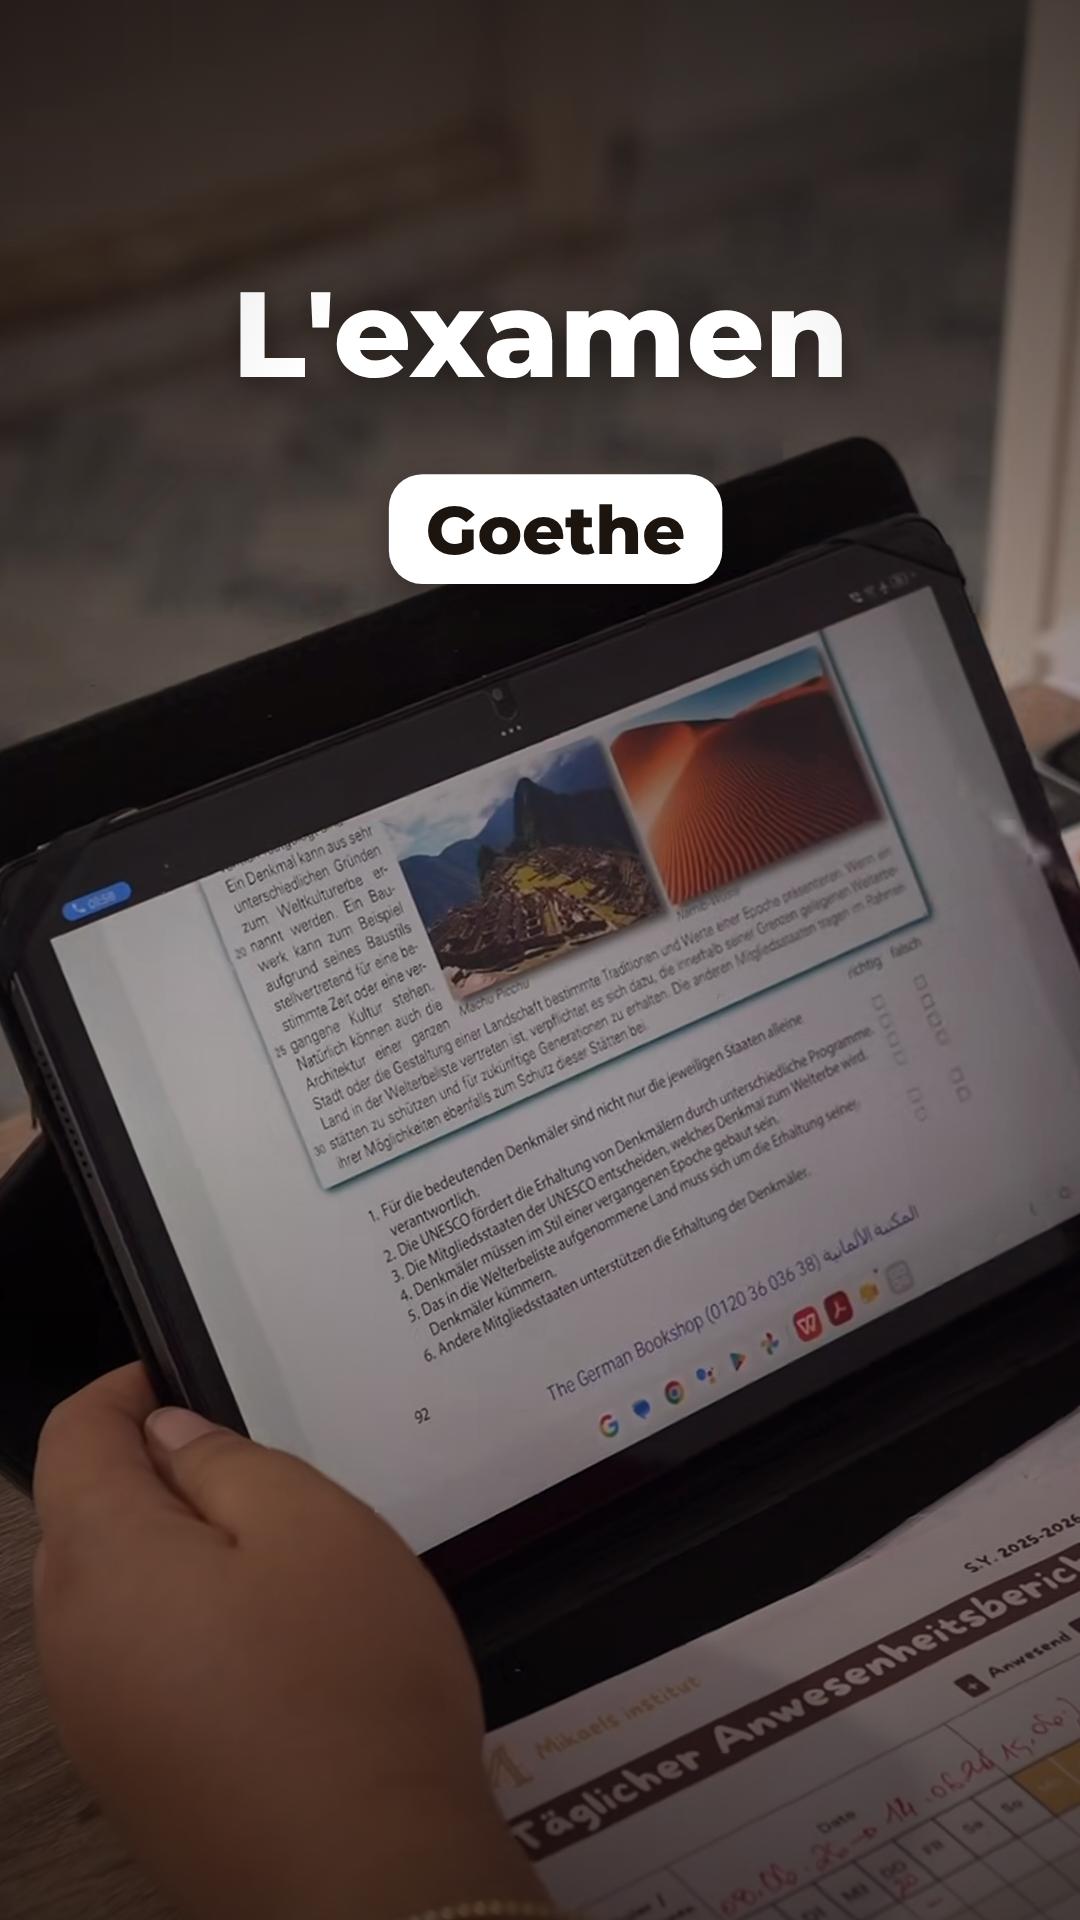 L'examen
Goethe
Ein Denkmal kann aus sehr
unterschiedlichen Gründen
zum Weltkulturerbe er-
20 nannt werden. Ein Bau-
werk kann zum Beispiel
aufgrund seines Baustils
stellvertretend für eine be-
stimmte Zeit oder eine ver-
25 gangene Kultur stehen.
Natürlich können auch die
Architektur einer ganzen
Machu Picchu
Namib-Wüste
Stadt oder die Gestaltung einer Landschaft bestimmte Traditionen und Werte einer Epoche präsentieren. Wenn ein
Land in der Welterbeliste vertreten ist, verpflichtet es sich dazu, die innerhalb seiner Grenzen gelegenen Welterbe-
30 stätten zu schützen und für zukünftige Generationen zu erhalten. Die anderen Mitgliedsstaaten tragen im Rahmen
ihrer Möglichkeiten ebenfalls zum Schutz dieser Stätten bei.
richtig falsch
1. Für die bedeutenden Denkmäler sind nicht nur die jeweiligen Staaten alleine
verantwortlich.
2. Die UNESCO fördert die Erhaltung von Denkmälern durch unterschiedliche Programme.
3. Die Mitgliedsstaaten der UNESCO entscheiden, welches Denkmal zum Welterbe wird.
4. Denkmäler müssen im Stil einer vergangenen Epoche gebaut sein.
5. Das in die Welterbeliste aufgenommene Land muss sich um die Erhaltung seiner
Denkmäler kümmern.
6. Andere Mitgliedsstaaten unterstützen die Erhaltung der Denkmäler.
The German Bookshop (0120 36 036 38) المكتبة الألمانية
92
S.Y. 2025-2026
Mikaels institut
Täglicher Anwesenheitsbericht
Anwesend
Date